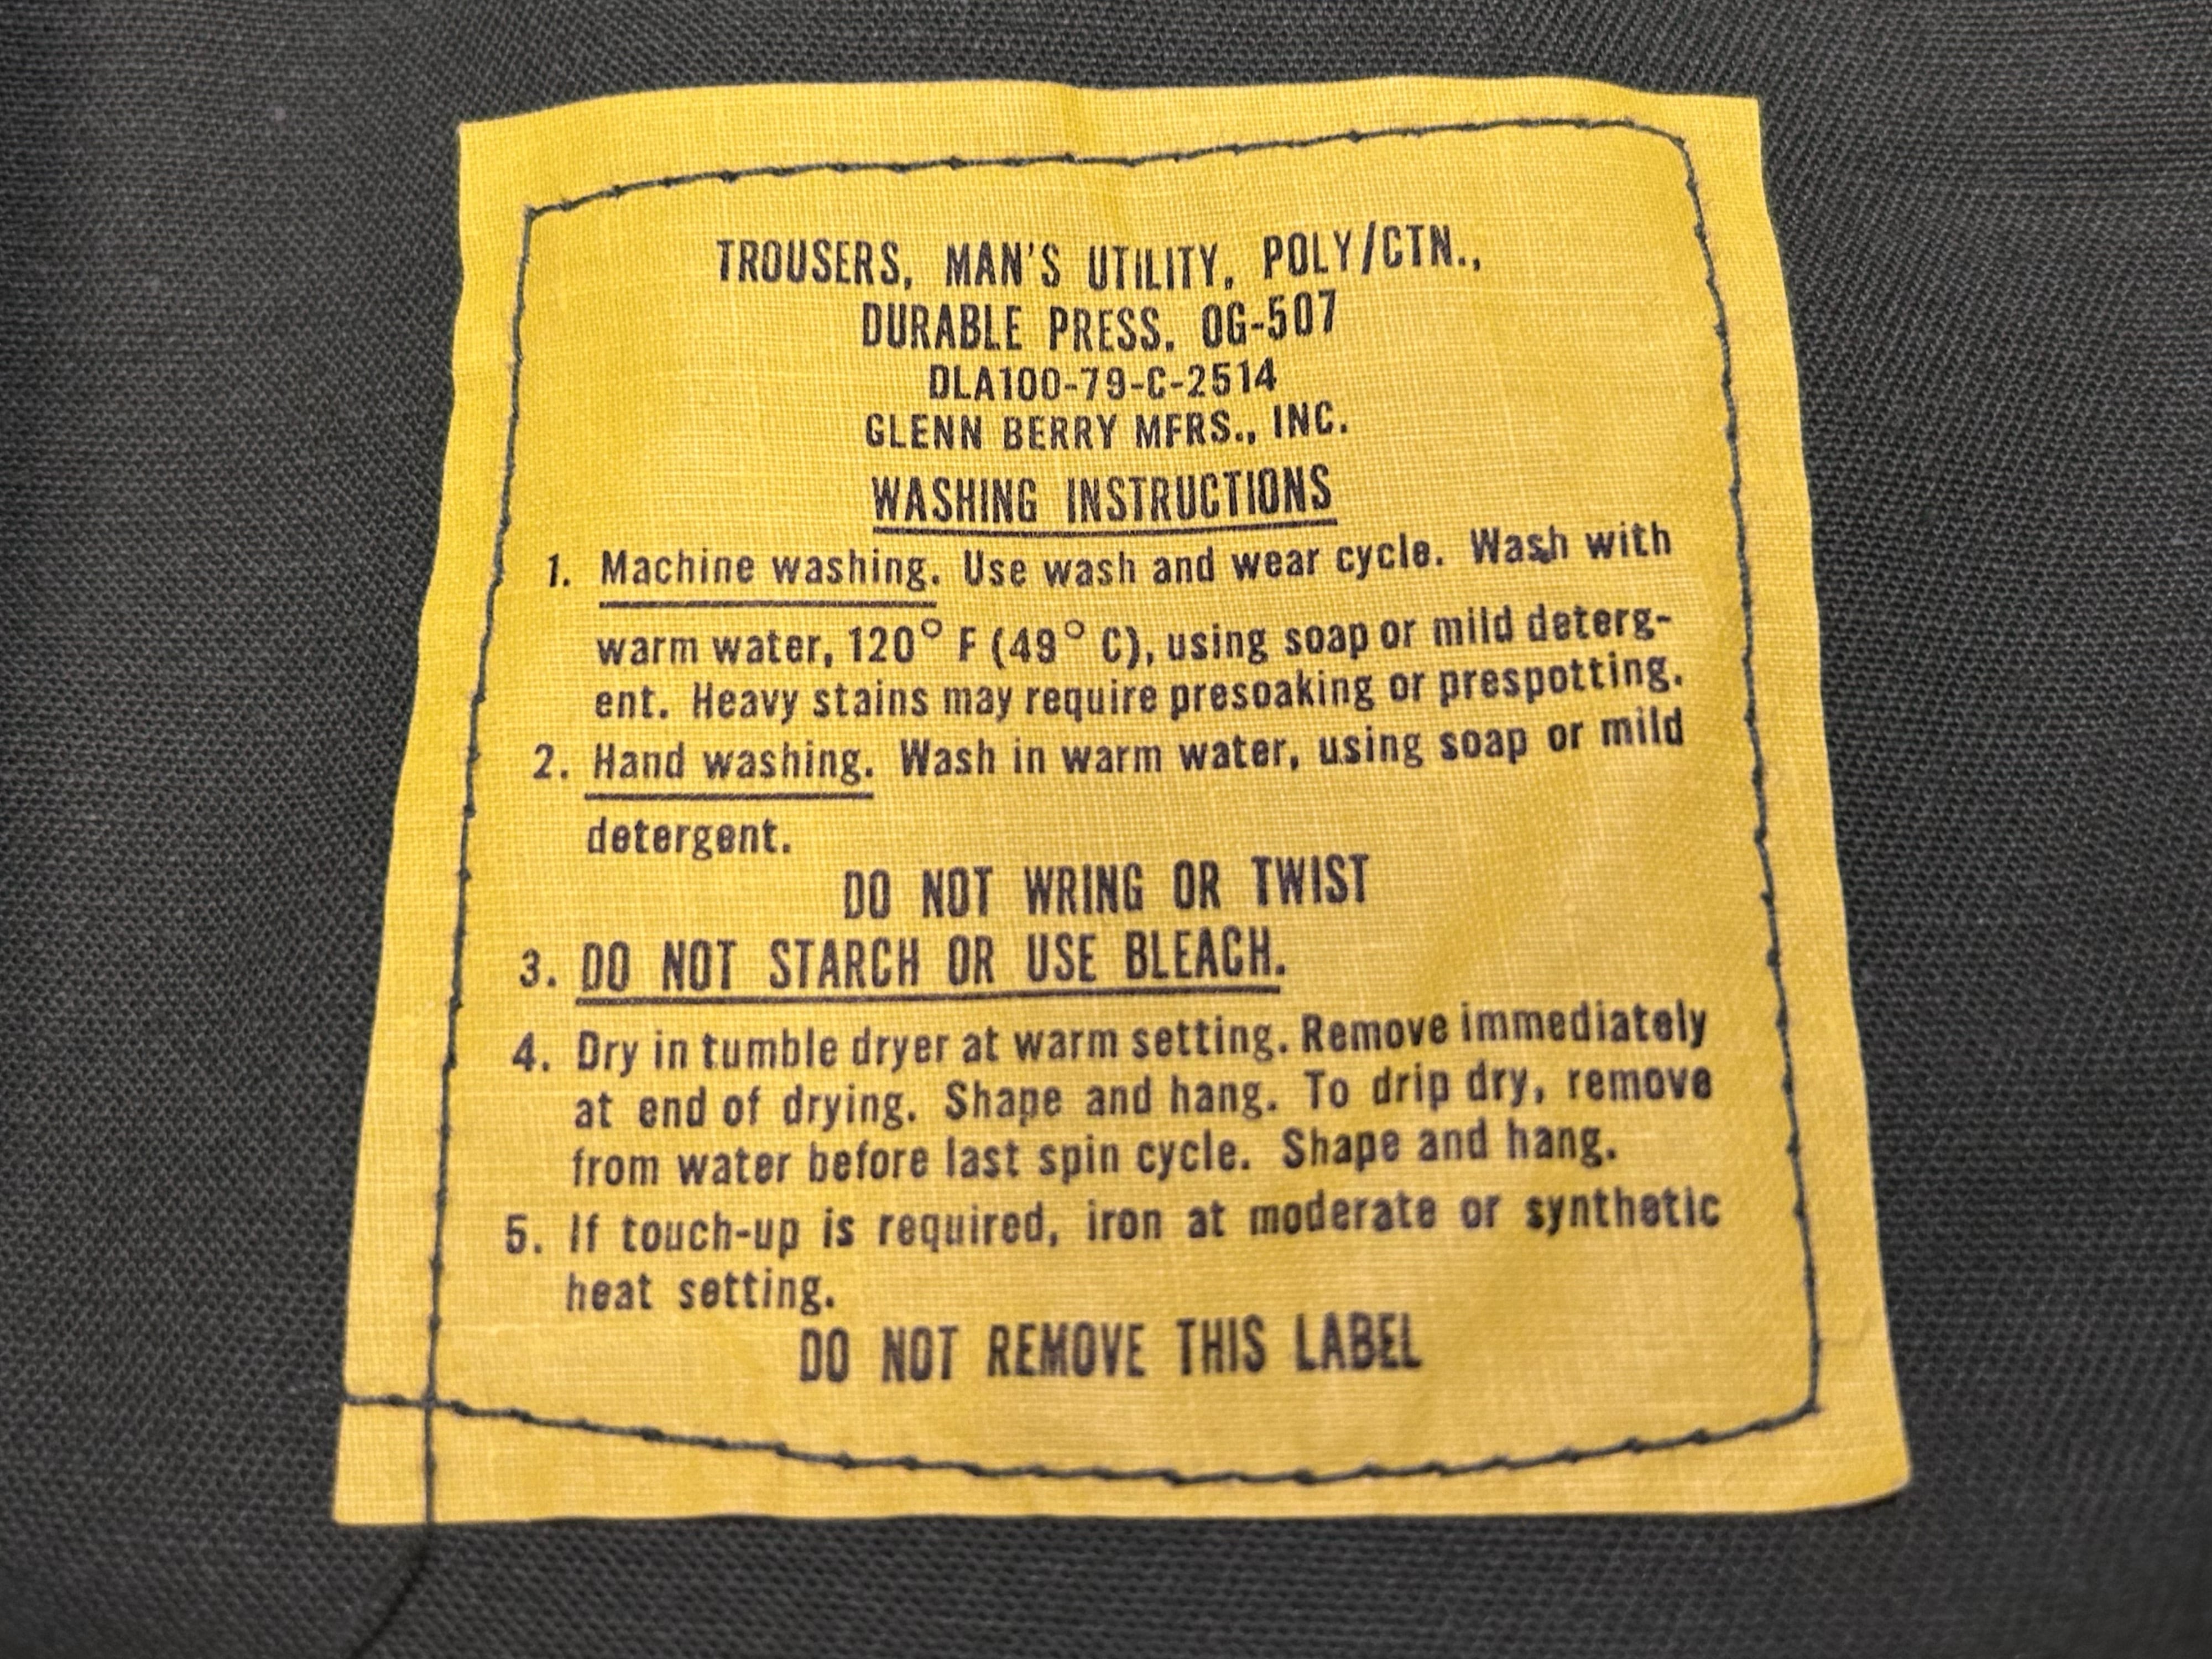 TROUSERS, MAN'S UTILITY, POLY/CTN.,
DURABLE PRESS. OG-507
DLA100-79-C-2514
GLENN BERRY MFRS., INC.
WASHING INSTRUCTIONS
1. Machine washing. Use wash and wear cycle. Wash with
warm water, 120° F (49° C), using soap or mild deterg-
ent. Heavy stains may require presoaking or prespotting.
2. Hand washing. Wash in warm water, using soap or mild
detergent.
DO NOT WRING OR TWIST
3. DO NOT STARCH OR USE BLEACH.
4. Dry in tumble dryer at warm setting. Remove immediately
at end of drying. Shape and hang. To drip dry, remove
from water before last spin cycle. Shape and hang.
5. If touch-up is required, iron at moderate or synthetic
heat setting.
DO NOT REMOVE THIS LABEL